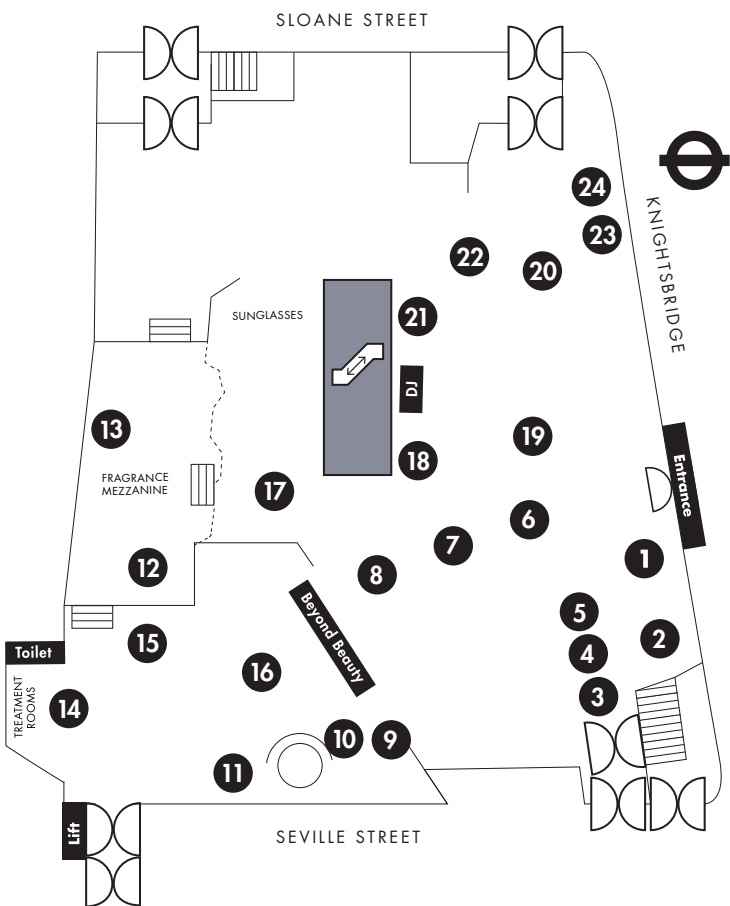 SLOANE STREET
24
KNIGHTSBRIDGE
23
22
20
SUNGLASSES
21
DJ
13
19
18
FRAGRANCE
MEZZANINE
17
Entrance
6
7
1
12
8
Beyond Beauty
5
2
15
4
Toilet
16
3
TREATMENT
ROOMS
14
10
9
11
Lift
SEVILLE STREET